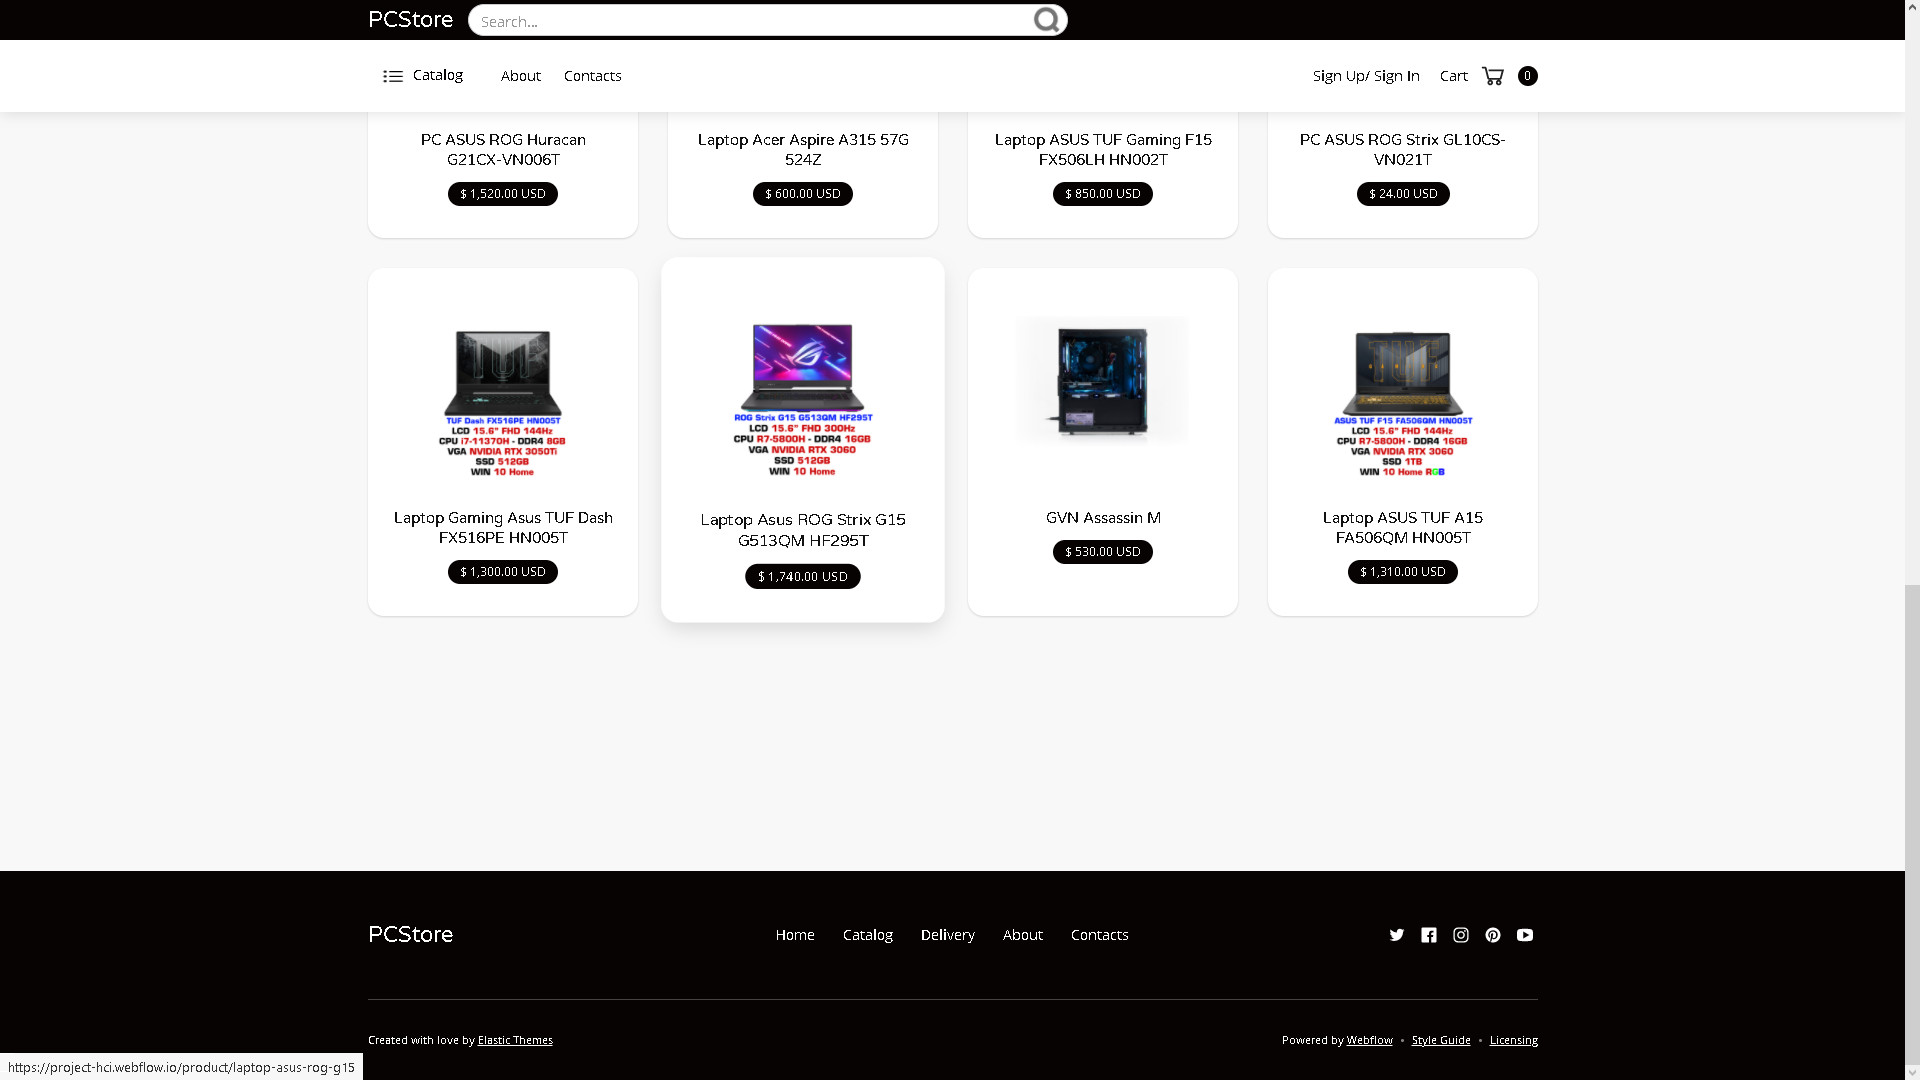 PCStore
Search...
Catalog
About
Contacts
Sign Up/ Sign In
Cart
0
PC ASUS ROG Huracan
G21CX-VN006T
$ 1,520.00 USD
Laptop Acer Aspire A315 57G
524Z
$ 600.00 USD
Laptop ASUS TUF Gaming F15
FX506LH HN002T
$ 850.00 USD
PC ASUS ROG Strix GL10CS-
VN021T
$ 24.00 USD
TUF
TUF Dash FX516PE HN005T
LCD 15.6" FHD 144Hz
CPU i7-11370H - DDR4 8GB
VGA NVIDIA RTX 3050Ti
SSD 512GB
WIN 10 Home
Laptop Gaming Asus TUF Dash
FX516PE HN005T
$ 1,300.00 USD
ROG Strix G15 G513QM HF295T
LCD 15.6" FHD 300Hz
CPU R7-5800H - DDR4 16GB
VGA NVIDIA RTX 3060
SSD 512GB
WIN 10 Home
Laptop Asus ROG Strix G15
G513QM HF295T
$ 1,740.00 USD
GVN Assassin M
$ 530.00 USD
TUF
ASUS TUF F15 FA506QM HN005T
LCD 15.6" FHD 144Hz
CPU R7-5800H - DDR4 16GB
VGA NVIDIA RTX 3060
SSD 1TB
WIN 10 Home RGB
Laptop ASUS TUF A15
FA506QM HN005T
$ 1,310.00 USD
PCStore
Home
Catalog
Delivery
About
Contacts
Created with love by Elastic Themes
Powered by Webflow • Style Guide • Licensing
https://project-hci.webflow.io/product/laptop-asus-rog-g15